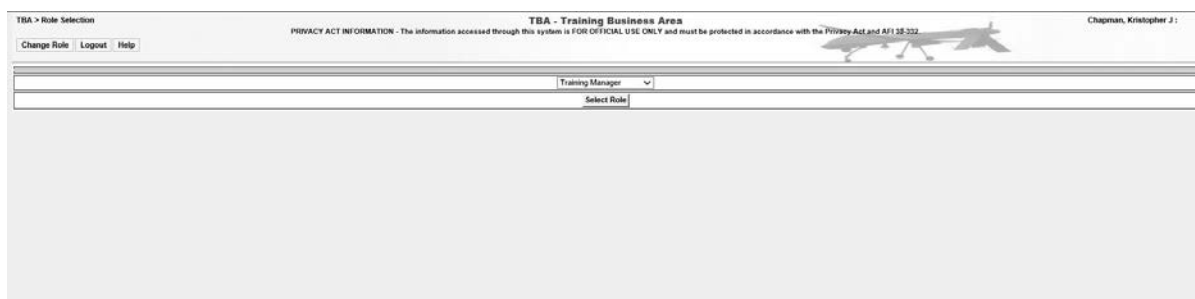 TBA > Role Selection
TBA - Training Business Area
Chapman, Kristopher J :
PRIVACY ACT INFORMATION - The information accessed through this system is FOR OFFICIAL USE ONLY and must be protected in accordance with the Privacy Act and AFI 33-332
Change Role Logout Help
Training Manager
Select Role